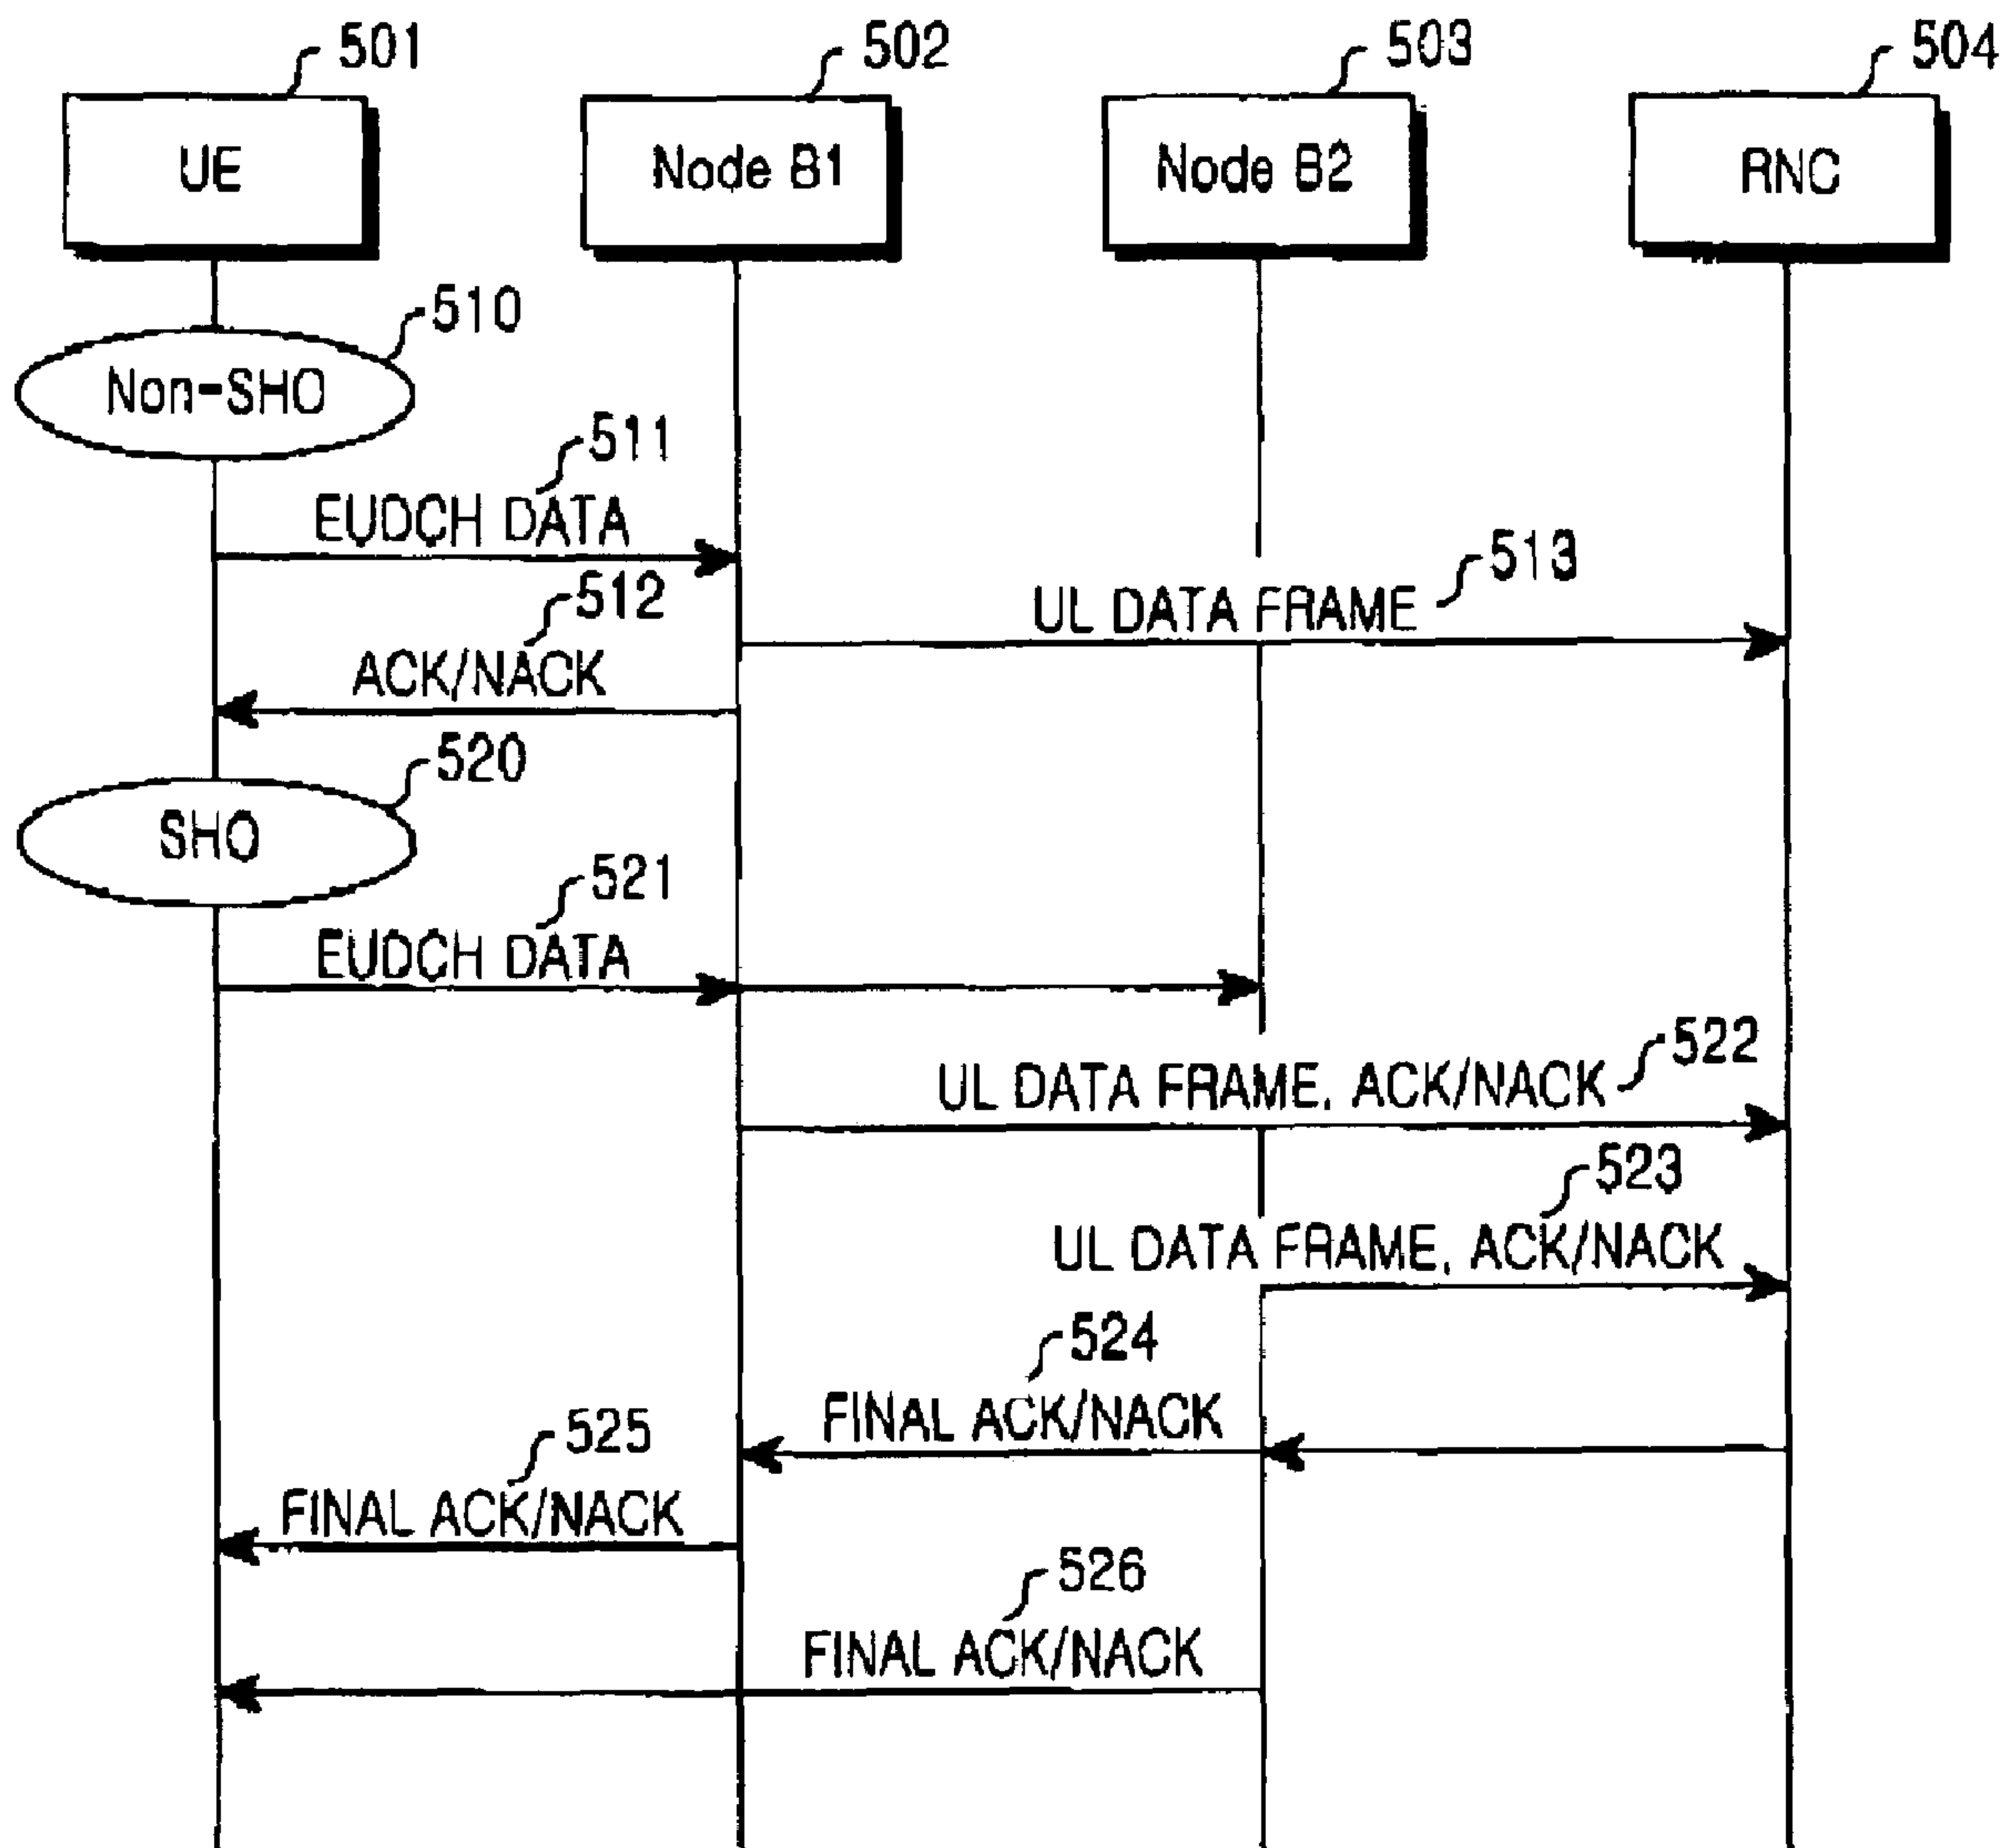 501
502
503
504
UE
Node B1
Node B2
RNC
510
Non-SHO
511
EUDCH DATA
512
513
UL DATA FRAME
ACK/NACK
520
SHO
521
EUDCH DATA
522
UL DATA FRAME, ACK/NACK
523
UL DATA FRAME, ACK/NACK
524
FINAL ACK/NACK
525
FINAL ACK/NACK
526
FINAL ACK/NACK